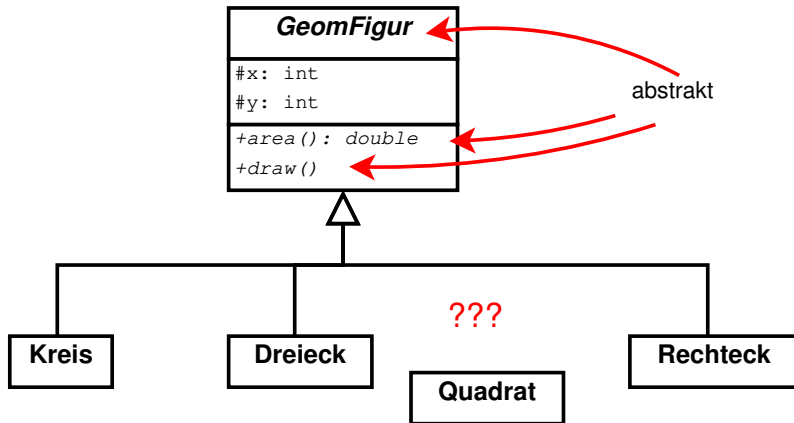 GeomFigur
#x: int
#y: int
abstrakt
+area(): double
+draw()
???
Kreis
Dreieck
Rechteck
Quadrat